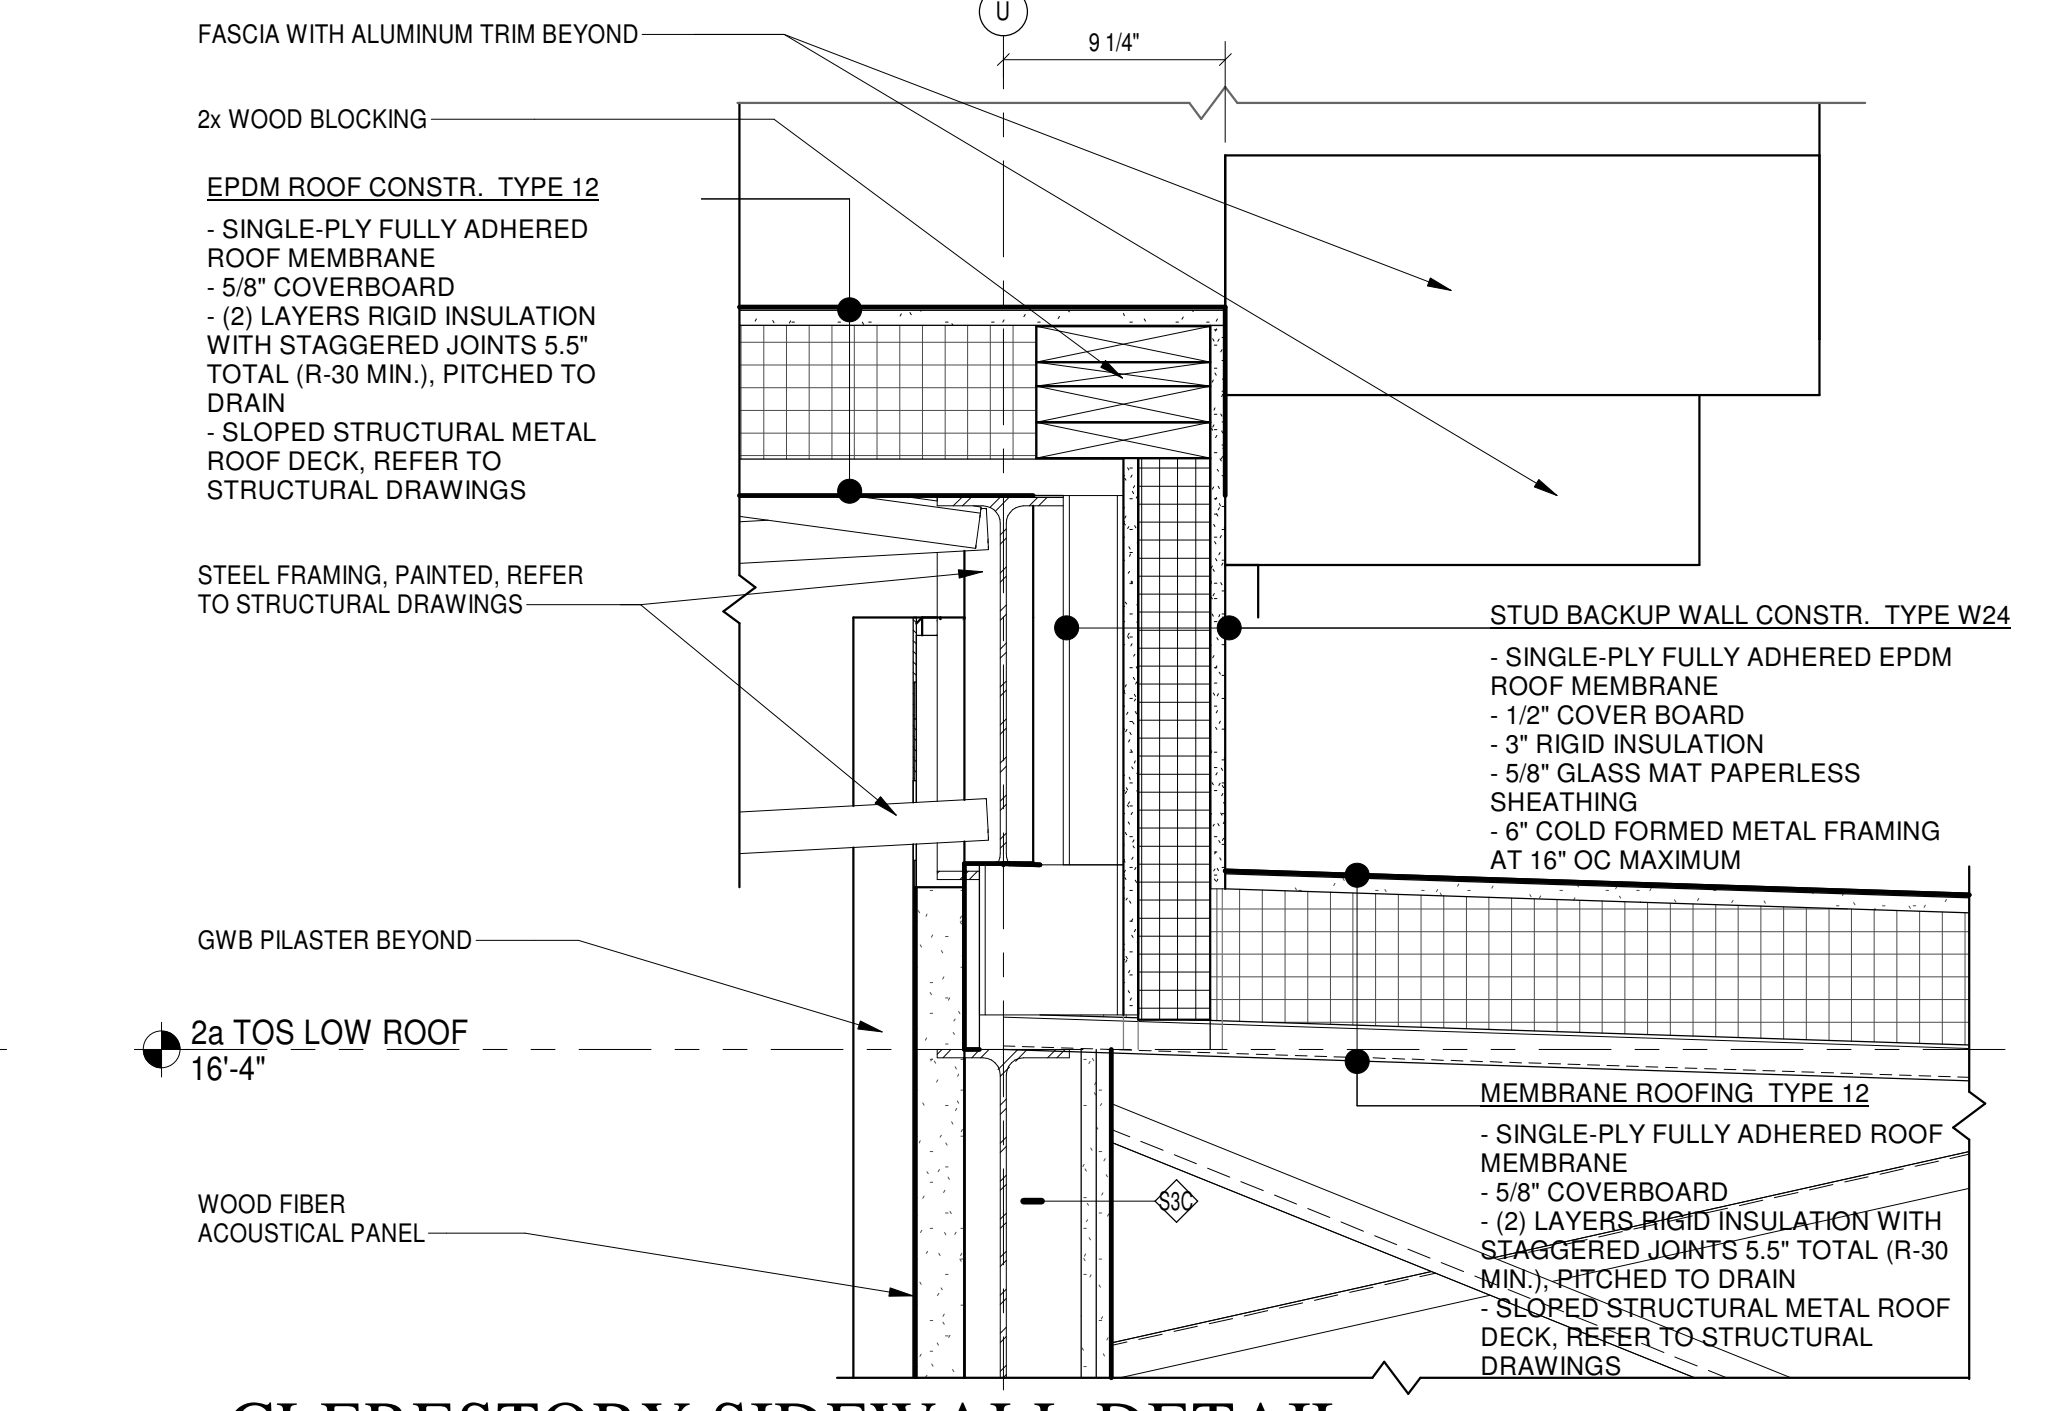 U
9 1/4"
FASCIA WITH ALUMINUM TRIM BEYOND
2x WOOD BLOCKING
EPDM ROOF CONSTR. TYPE 12
- SINGLE-PLY FULLY ADHERED
ROOF MEMBRANE
- 5/8" COVERBOARD
- (2) LAYERS RIGID INSULATION
WITH STAGGERED JOINTS 5.5"
TOTAL (R-30 MIN.), PITCHED TO
DRAIN
- SLOPED STRUCTURAL METAL
ROOF DECK, REFER TO
STRUCTURAL DRAWINGS
STEEL FRAMING, PAINTED, REFER
TO STRUCTURAL DRAWINGS
STUD BACKUP WALL CONSTR. TYPE W24
- SINGLE-PLY FULLY ADHERED EPDM
ROOF MEMBRANE
- 1/2" COVER BOARD
- 3" RIGID INSULATION
- 5/8" GLASS MAT PAPERLESS
SHEATHING
- 6" COLD FORMED METAL FRAMING
AT 16" OC MAXIMUM
GWB PILASTER BEYOND
2a TOS LOW ROOF
16'-4"
MEMBRANE ROOFING TYPE 12
- SINGLE-PLY FULLY ADHERED ROOF
MEMBRANE
- 5/8" COVERBOARD
- (2) LAYERS RIGID INSULATION WITH
STAGGERED JOINTS 5.5" TOTAL (R-30
MIN.), PITCHED TO DRAIN
- SLOPED STRUCTURAL METAL ROOF
DECK, REFER TO STRUCTURAL
DRAWINGS
S3C
WOOD FIBER
ACOUSTICAL PANEL
CLERESTORY SIDEWALL DETAIL